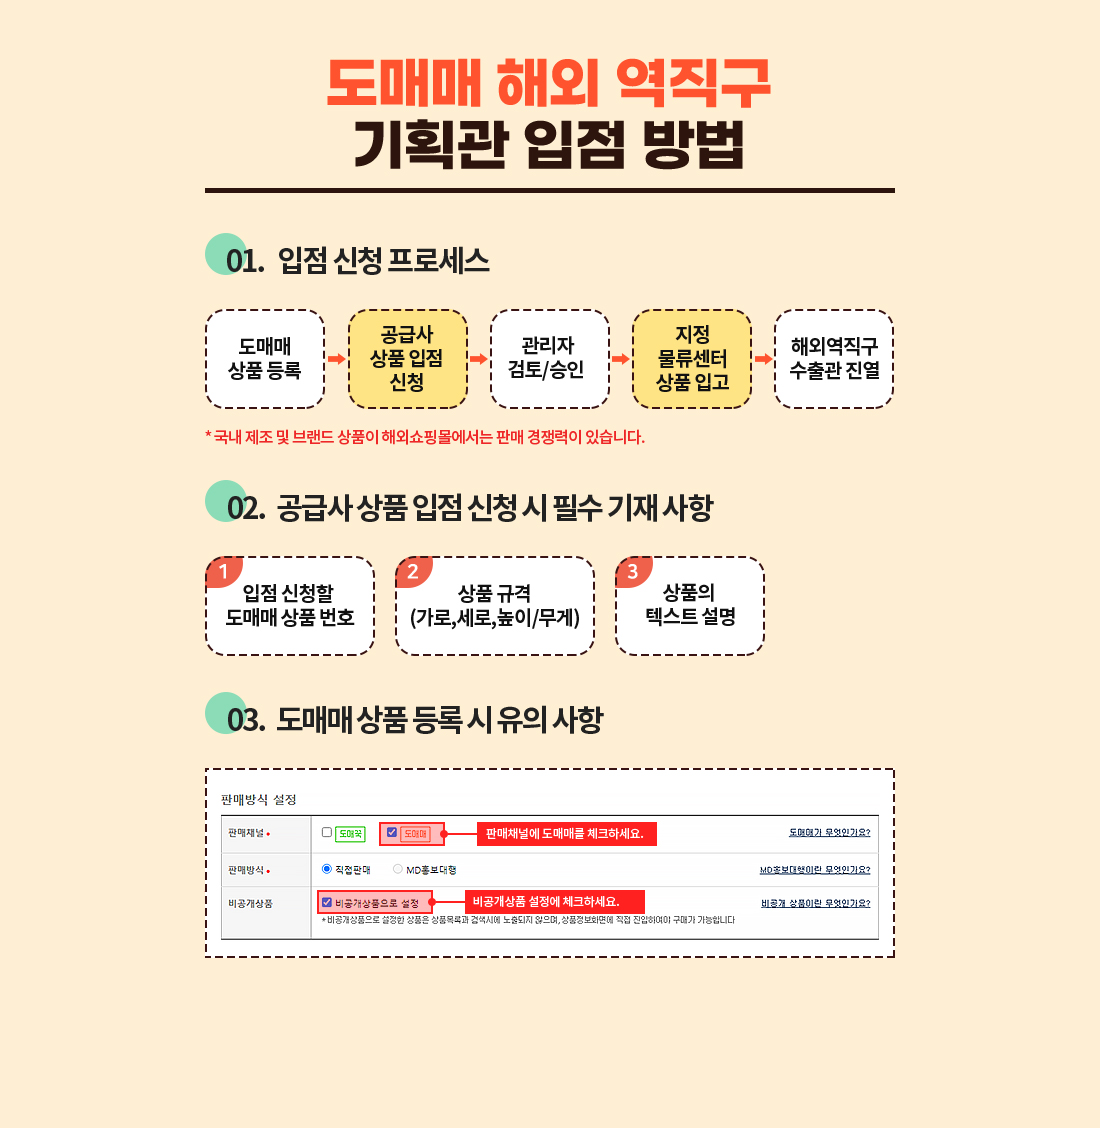 도매매 해외 역직구
기획관 입점 방법
01. 입점 신청 프로세스
도매매
상품 등록
공급사
상품 입점
신청
관리자
검토/승인
지정
물류센터
상품 입고
해외역직구
수출관 진열
* 국내 제조 및 브랜드 상품이 해외쇼핑몰에서는 판매 경쟁력이 있습니다.
02. 공급사 상품 입점 신청 시 필수 기재 사항
1
입점 신청할
도매매 상품 번호
2
상품 규격
(가로,세로,높이/무게)
3
상품의
텍스트 설명
03. 도매매 상품 등록 시 유의 사항
판매방식 설정
판매채널 •
도매꾹
도매매
판매채널에 도매매를 체크하세요.
도매매가 무엇인가요?
판매방식 •
직접판매
MD홍보대행
MD홍보대행이란 무엇인가요?
비공개상품
비공개상품으로 설정
비공개상품 설정에 체크하세요.
비공개 상품이란 무엇인가요?
* 비공개상품으로 설정한 상품은 상품목록과 검색시에 노출되지 않으며, 상품정보화면에 직접 진입하여야 구매가 가능합니다